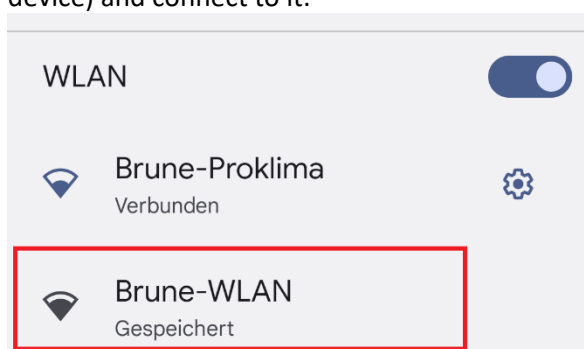 device) and connect to it.
WLAN
Brune-Proklima
Verbunden
Brune-WLAN
Gespeichert